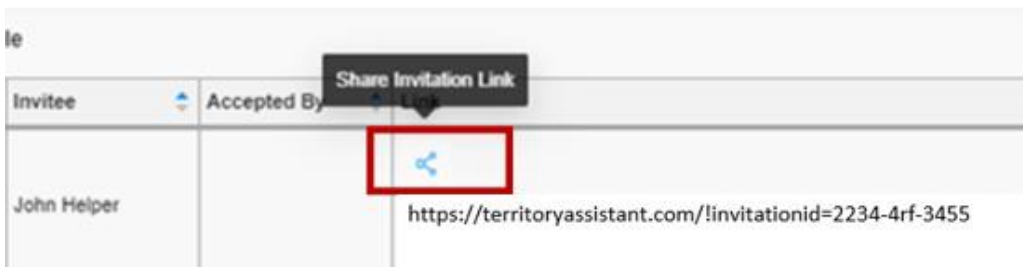 le
Share Invitation Link
Invitee Accepted By Link
John Helper
https://territoryassistant.com/!invitationid=2234-4rf-3455